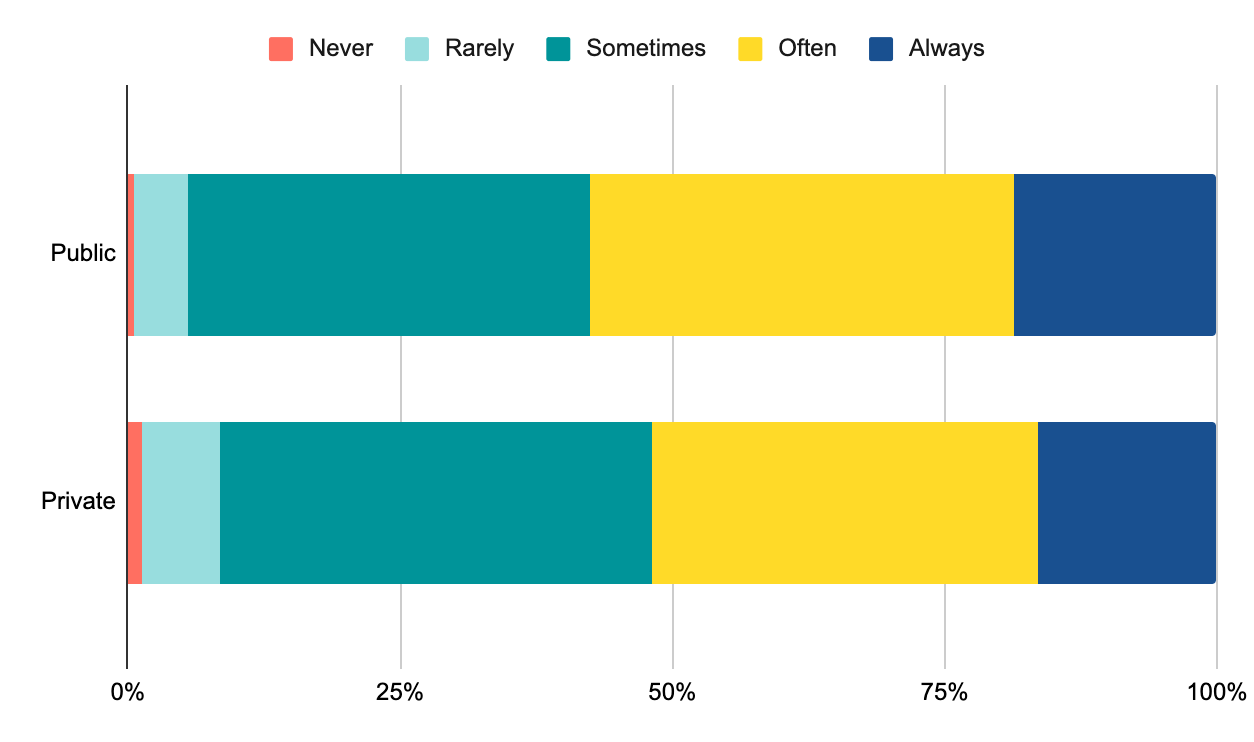 Never Rarely Sometimes Often Always
Public
Private
0% 25% 50% 75% 100%